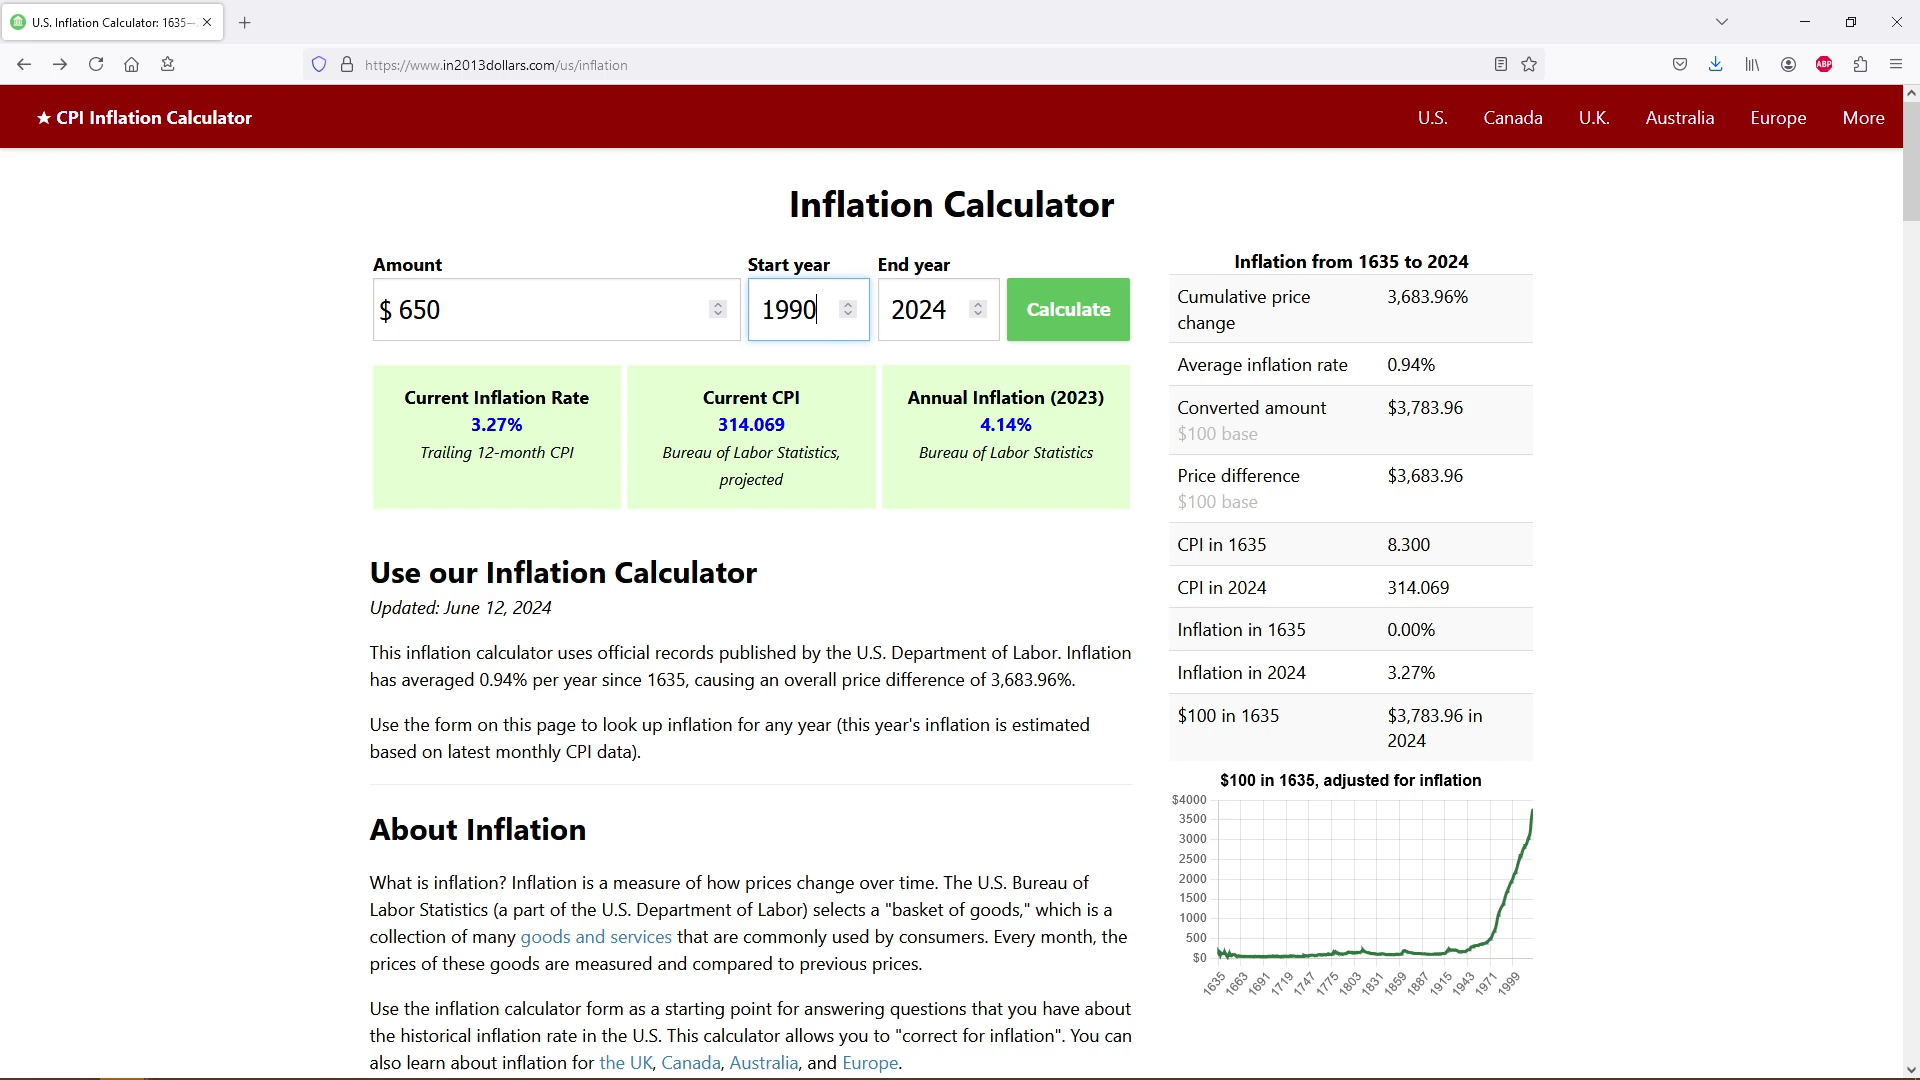 U.S. Inflation Calculator: 1635–
https://www.in2013dollars.com/us/inflation
ABP
★ CPI Inflation Calculator
U.S.
Canada
U.K.
Australia
Europe
More
Inflation Calculator
Amount
Start year
End year
$ 650
1990
2024
Calculate
Current Inflation Rate
3.27%
Trailing 12-month CPI
Current CPI
314.069
Bureau of Labor Statistics,
projected
Annual Inflation (2023)
4.14%
Bureau of Labor Statistics
Use our Inflation Calculator
Updated: June 12, 2024
This inflation calculator uses official records published by the U.S. Department of Labor. Inflation
has averaged 0.94% per year since 1635, causing an overall price difference of 3,683.96%.
Use the form on this page to look up inflation for any year (this year's inflation is estimated
based on latest monthly CPI data).
About Inflation
What is inflation? Inflation is a measure of how prices change over time. The U.S. Bureau of
Labor Statistics (a part of the U.S. Department of Labor) selects a "basket of goods," which is a
collection of many goods and services that are commonly used by consumers. Every month, the
prices of these goods are measured and compared to previous prices.
Use the inflation calculator form as a starting point for answering questions that you have about
the historical inflation rate in the U.S. This calculator allows you to "correct for inflation". You can
also learn about inflation for the UK, Canada, Australia, and Europe.
Inflation from 1635 to 2024
Cumulative price
change
3,683.96%
Average inflation rate
0.94%
Converted amount
$100 base
$3,783.96
Price difference
$100 base
$3,683.96
CPI in 1635
8.300
CPI in 2024
314.069
Inflation in 1635
0.00%
Inflation in 2024
3.27%
$100 in 1635
$3,783.96 in
2024
$100 in 1635, adjusted for inflation
$4000
3500
3000
2500
2000
1500
1000
500
$0
1635
1663
1691
1719
1747
1775
1803
1831
1859
1887
1915
1943
1971
1999